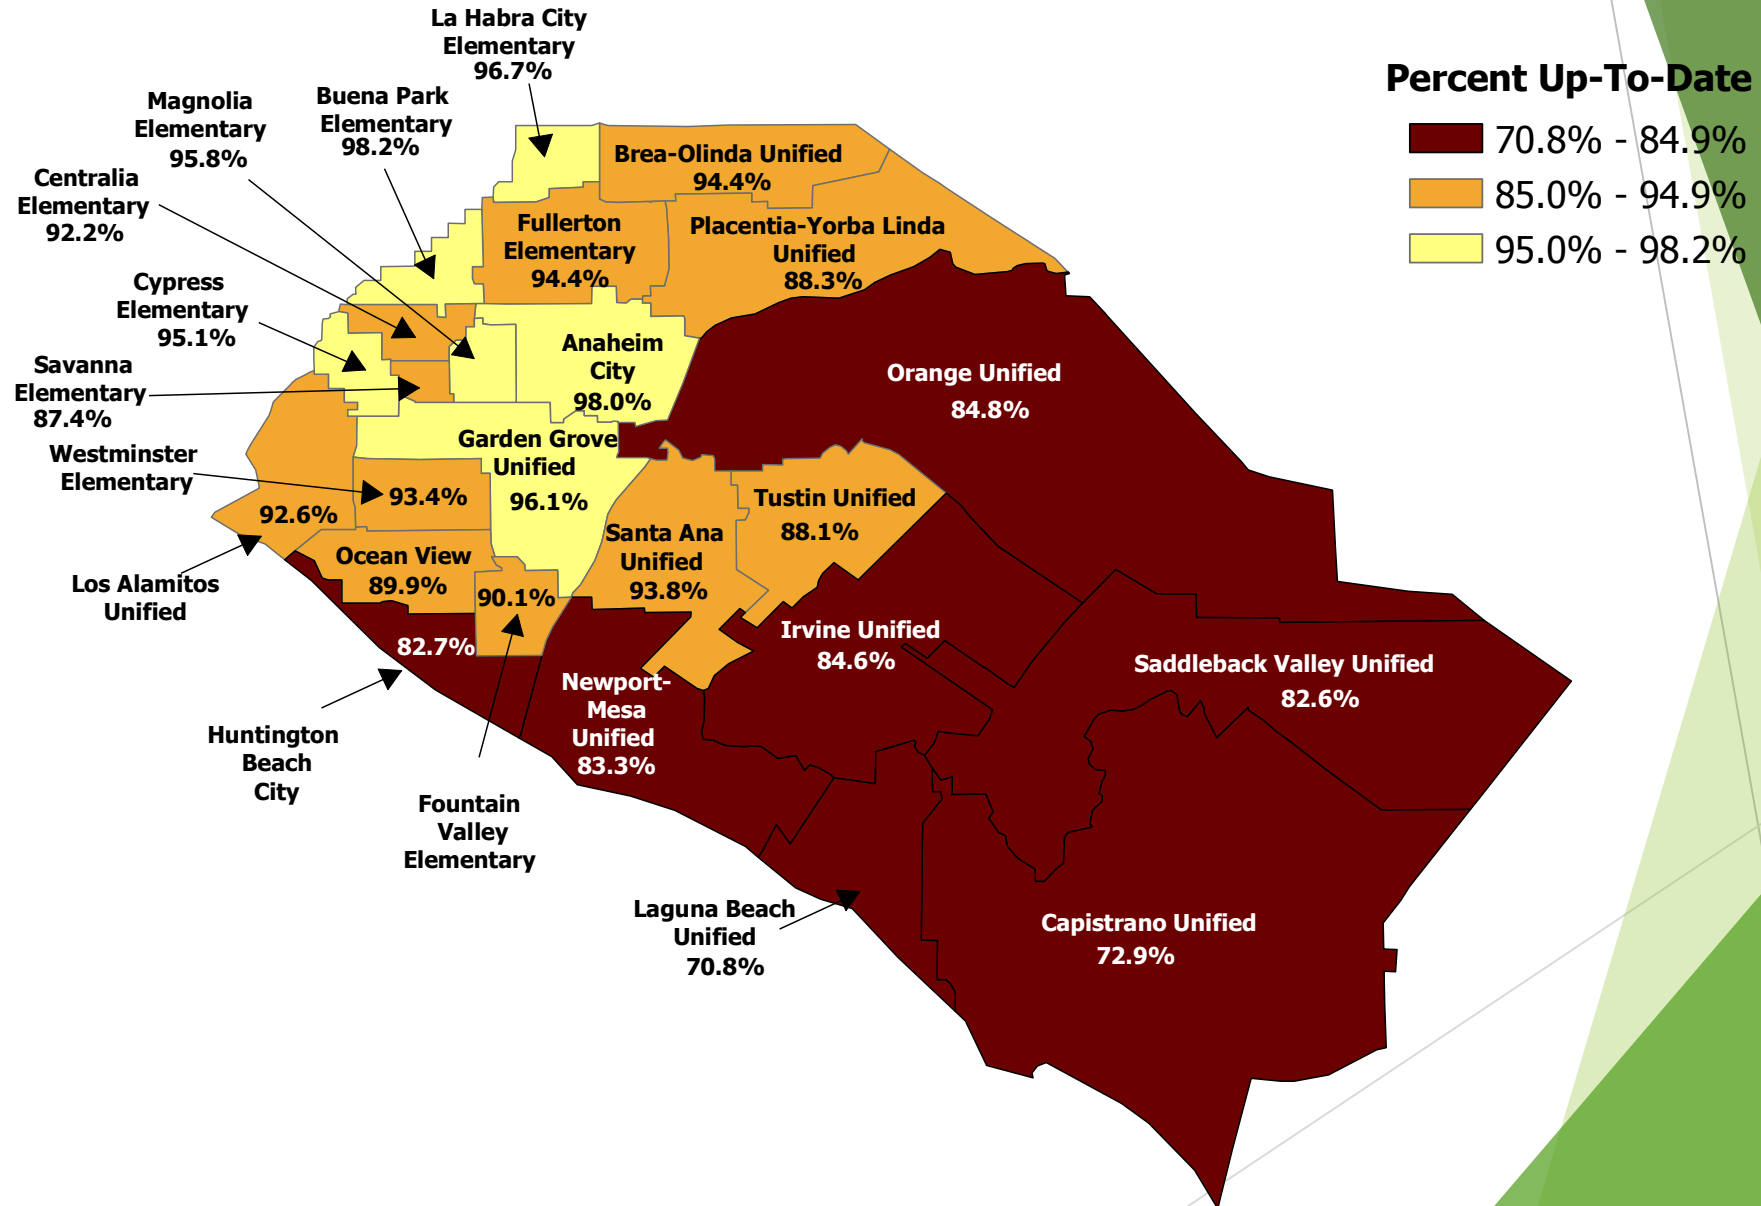 La Habra City
Elementary
96.7%
Buena Park
Elementary
98.2%
Magnolia
Elementary
95.8%
Centralia
Elementary
92.2%
Cypress
Elementary
95.1%
Savanna
Elementary
87.4%
Westminster
Elementary
93.4%
Los Alamitos
Unified
92.6%
Huntington
Beach
City
82.7%
Fountain
Valley
Elementary
90.1%
Laguna Beach
Unified
70.8%
Brea-Olinda Unified
94.4%
Fullerton
Elementary
94.4%
Placentia-Yorba Linda
Unified
88.3%
Anaheim
City
98.0%
Orange Unified
84.8%
Garden Grove
Unified
96.1%
Santa Ana
Unified
93.8%
Tustin Unified
88.1%
Ocean View
89.9%
Irvine Unified
84.6%
Newport-
Mesa
Unified
83.3%
Saddleback Valley Unified
82.6%
Capistrano Unified
72.9%
Percent Up-To-Date
70.8% - 84.9%
85.0% - 94.9%
95.0% - 98.2%